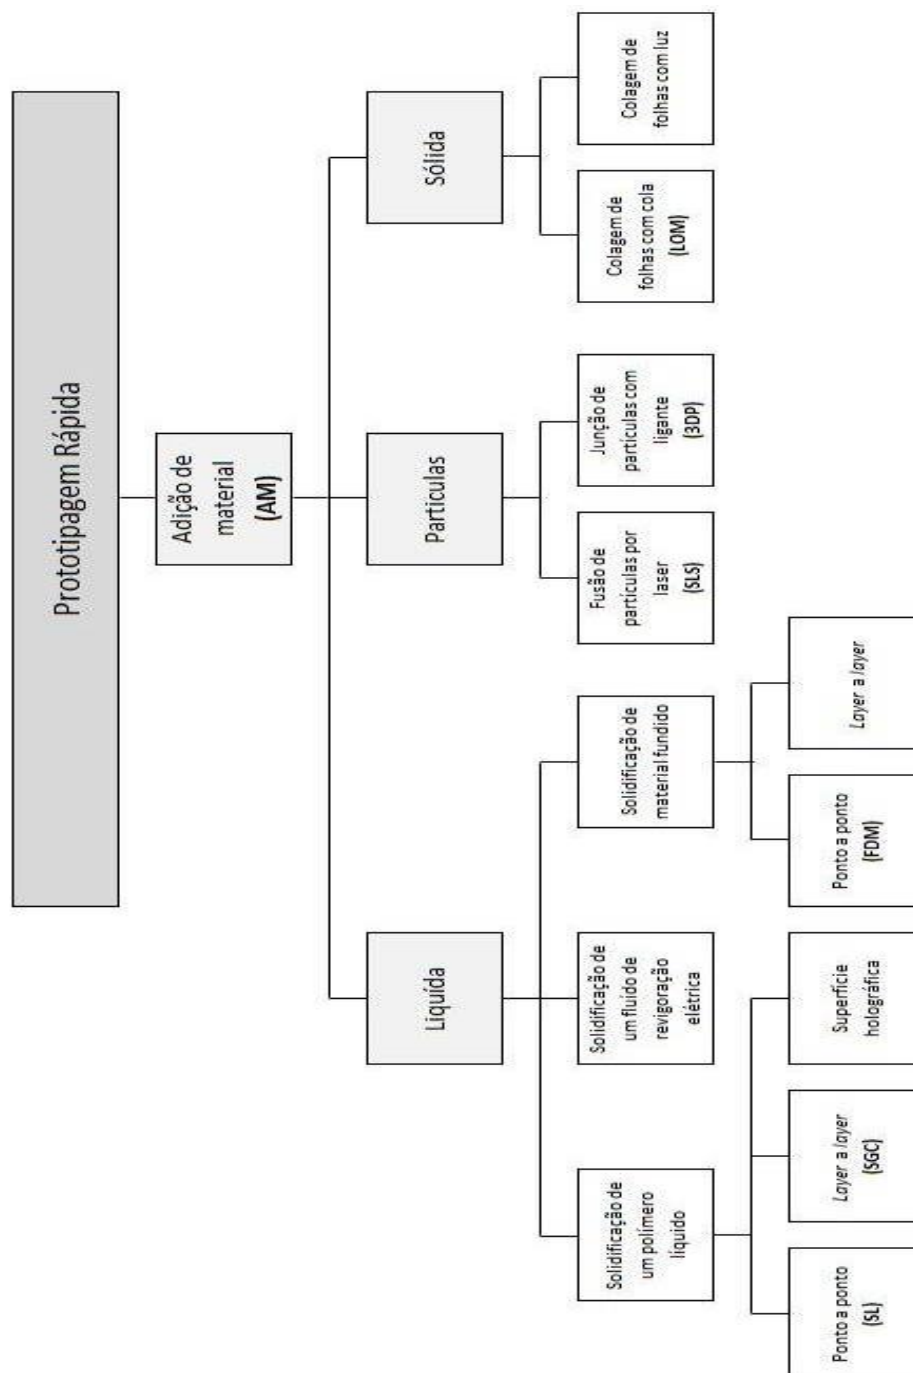 Prototipagem Rápida
Adição de
material
(AM)
Líquida
Partículas
Sólida
Solidificação de
um polímero
líquido
Solidificação de
um fluído de
revigoração
elétrica
Solidificação de
material fundido
Fusão de
partículas por
laser
(SLS)
Junção de
partículas com
ligante
(3DP)
Colagem de
folhas com cola
(LOM)
Colagem de
folhas com luz
Ponto a ponto
(SL)
Layer a layer
(SGC)
Superfície
holográfica
Ponto a ponto
(FDM)
Layer a layer